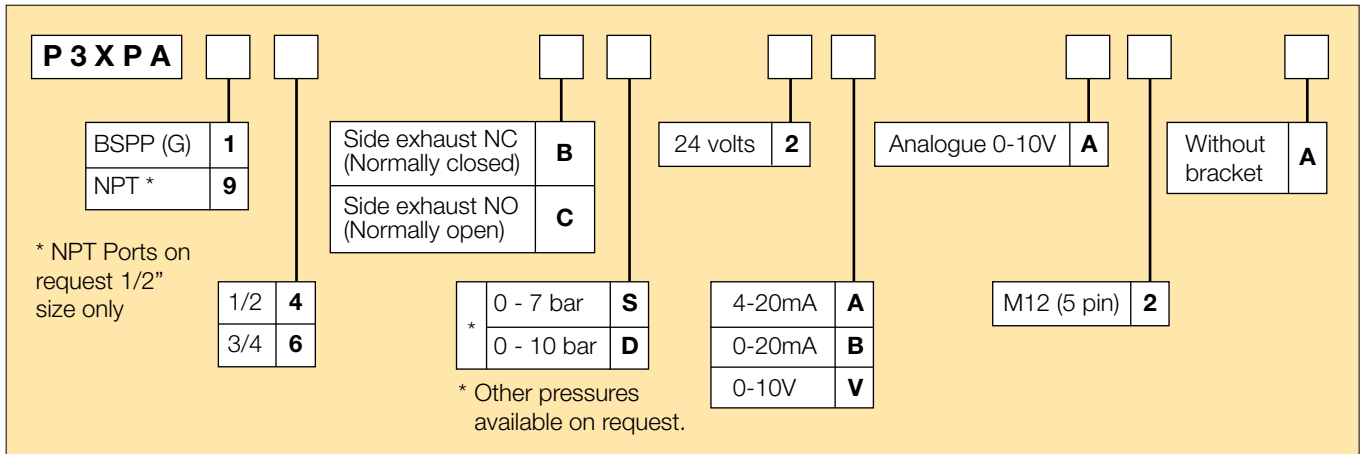 P3XPA
BSPP (G) 1
NPT * 9
* NPT Ports on
request 1/2”
size only
1/2 4
3/4 6
Side exhaust NC
(Normally closed) B
Side exhaust NO
(Normally open) C
* 0 - 7 bar S
0 - 10 bar D
* Other pressures
available on request.
24 volts 2
4-20mA A
0-20mA B
0-10V V
Analogue 0-10V A
M12 (5 pin) 2
Without
bracket A